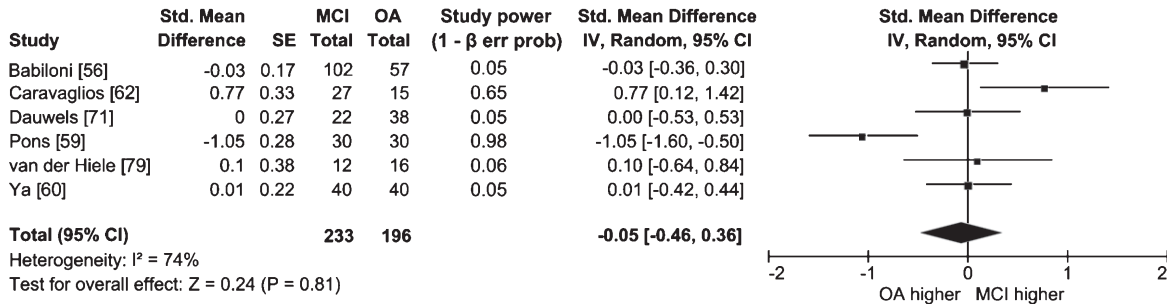 Std. Mean MCI OA Study power Std. Mean Difference Std. Mean Difference
Study Difference SE Total Total (1 - β err prob) IV, Random, 95% CI IV, Random, 95% CI
Babiloni [56] -0.03 0.17 102 57 0.05 -0.03 [-0.36, 0.30]
Caravaglios [62] 0.77 0.33 27 15 0.65 0.77 [0.12, 1.42]
Dauwels [71] 0 0.27 22 38 0.05 0.00 [-0.53, 0.53]
Pons [59] -1.05 0.28 30 30 0.98 -1.05 [-1.60, -0.50]
van der Hiele [79] 0.1 0.38 12 16 0.06 0.10 [-0.64, 0.84]
Ya [60] 0.01 0.22 40 40 0.05 0.01 [-0.42, 0.44]
Total (95% CI) 233 196 -0.05 [-0.46, 0.36]
Heterogeneity: I² = 74%
Test for overall effect: Z = 0.24 (P = 0.81)
-2 -1 0 1 2
OA higher MCI higher